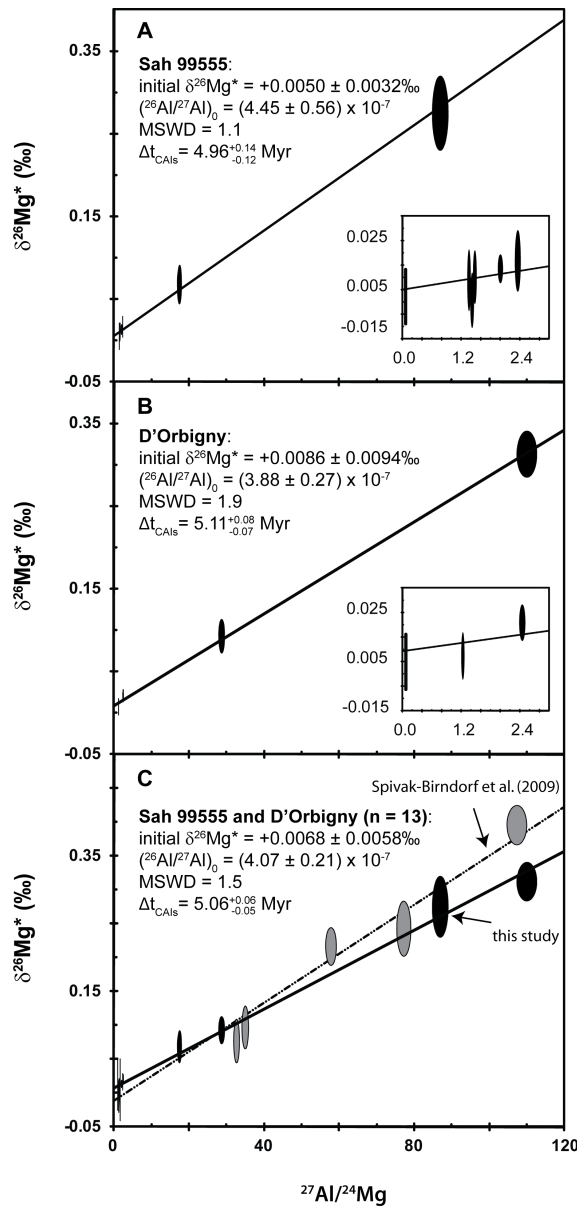 A
Sah 99555:
initial δ²⁶Mg* = +0.0050 ± 0.0032‰
(²⁶Al/²⁷Al)₀ = (4.45 ± 0.56) x 10⁻⁷
MSWD = 1.1
Δt_CAIs = 4.96 +0.14 -0.12 Myr
0.35
0.15
-0.05
δ²⁶Mg* (‰)
0.025
0.005
-0.015
0.0 1.2 2.4
B
D'Orbigny:
initial δ²⁶Mg* = +0.0086 ± 0.0094‰
(²⁶Al/²⁷Al)₀ = (3.88 ± 0.27) x 10⁻⁷
MSWD = 1.9
Δt_CAIs = 5.11 +0.08 -0.07 Myr
0.35
0.15
-0.05
δ²⁶Mg* (‰)
0.025
0.005
-0.015
0.0 1.2 2.4
C
Spivak-Birndorf et al. (2009)
Sah 99555 and D'Orbigny (n = 13):
initial δ²⁶Mg* = +0.0068 ± 0.0058‰
(²⁶Al/²⁷Al)₀ = (4.07 ± 0.21) x 10⁻⁷
MSWD = 1.5
Δt_CAIs = 5.06 +0.06 -0.05 Myr
this study
0.35
0.15
-0.05
δ²⁶Mg* (‰)
0 40 80 120
²⁷Al/²⁴Mg